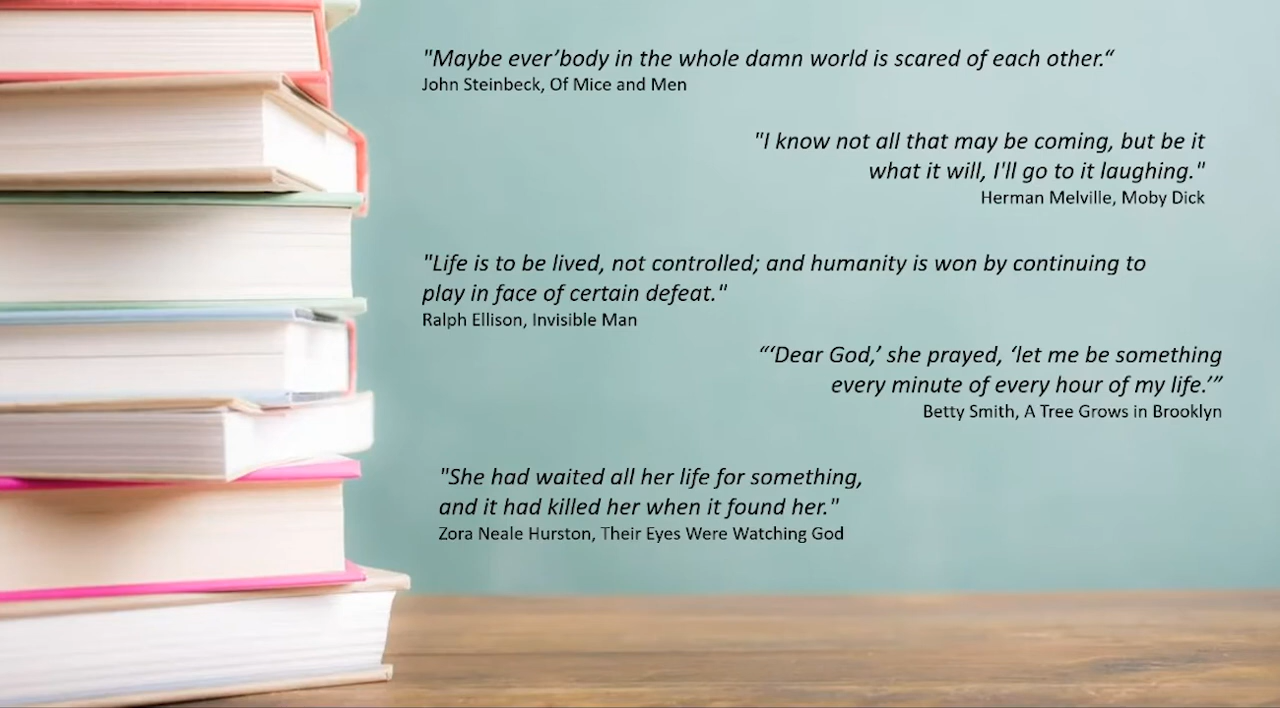 "Maybe ever’body in the whole damn world is scared of each other.“
John Steinbeck, Of Mice and Men
"I know not all that may be coming, but be it
what it will, I'll go to it laughing."
Herman Melville, Moby Dick
"Life is to be lived, not controlled; and humanity is won by continuing to
play in face of certain defeat."
Ralph Ellison, Invisible Man
“‘Dear God,’ she prayed, ‘let me be something
every minute of every hour of my life.’”
Betty Smith, A Tree Grows in Brooklyn
"She had waited all her life for something,
and it had killed her when it found her."
Zora Neale Hurston, Their Eyes Were Watching God